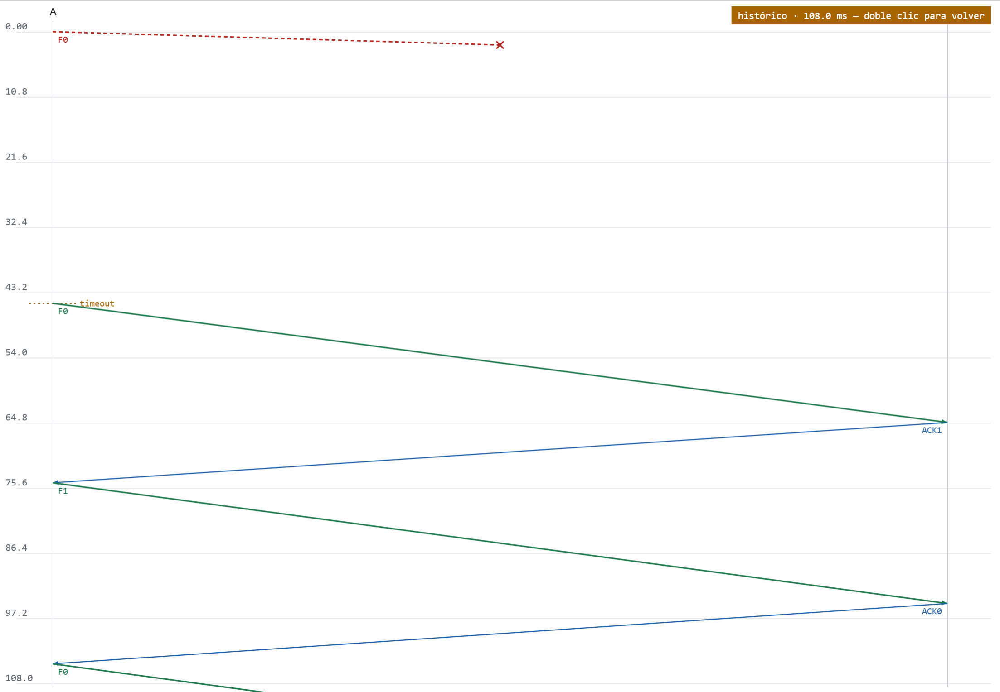 A
histórico · 108.0 ms — doble clic para volver
0.00
F0
10.8
21.6
32.4
43.2
timeout
F0
54.0
64.8
ACK1
75.6
F1
86.4
97.2
ACK0
F0
108.0